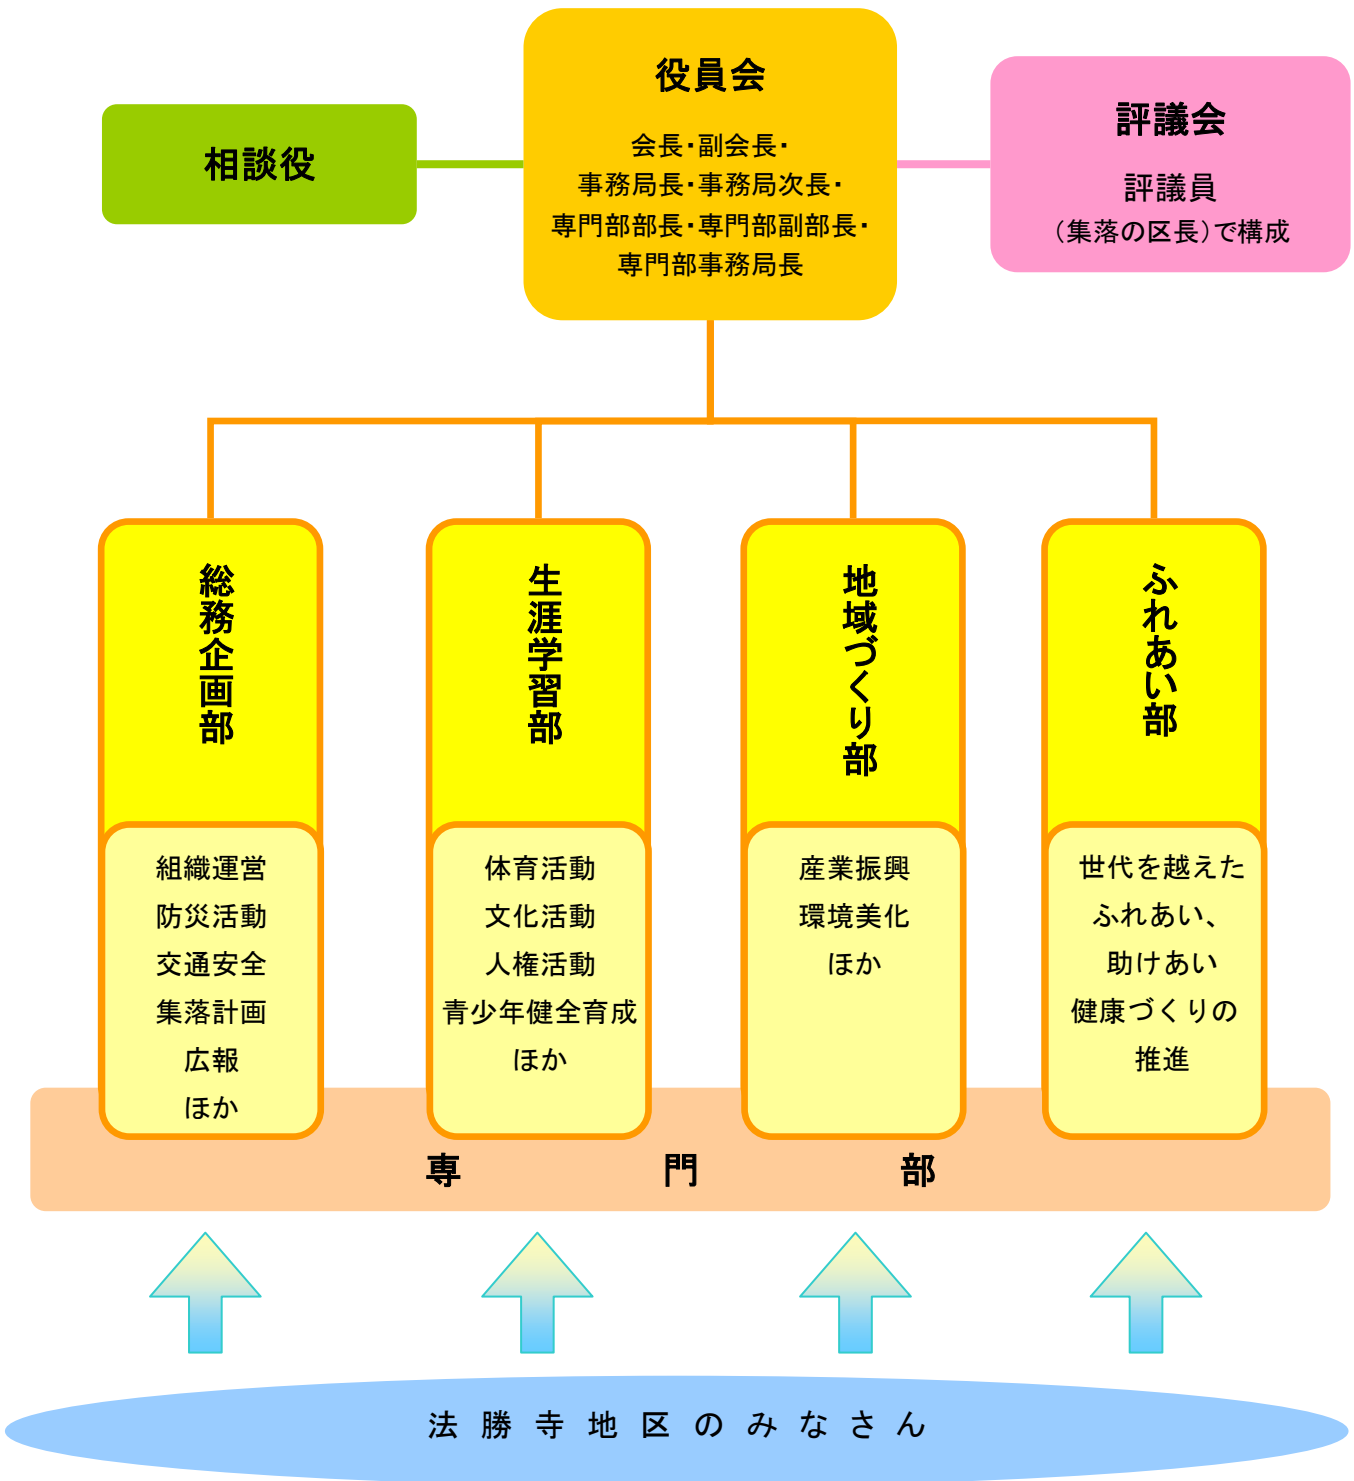 役員会
会長・副会長・
事務局長・事務局次長・
専門部部長・専門部副部長・
専門部事務局長
相談役
評議会
評議員
（集落の区長）で構成
総務企画部
組織運営
防災活動
交通安全
集落計画
広報
ほか
生涯学習部
体育活動
文化活動
人権活動
青少年健全育成
ほか
地域づくり部
産業振興
環境美化
ほか
ふれあい部
世代を越えた
ふれあい、
助けあい
健康づくりの
推進
専門部
法勝寺地区のみなさん